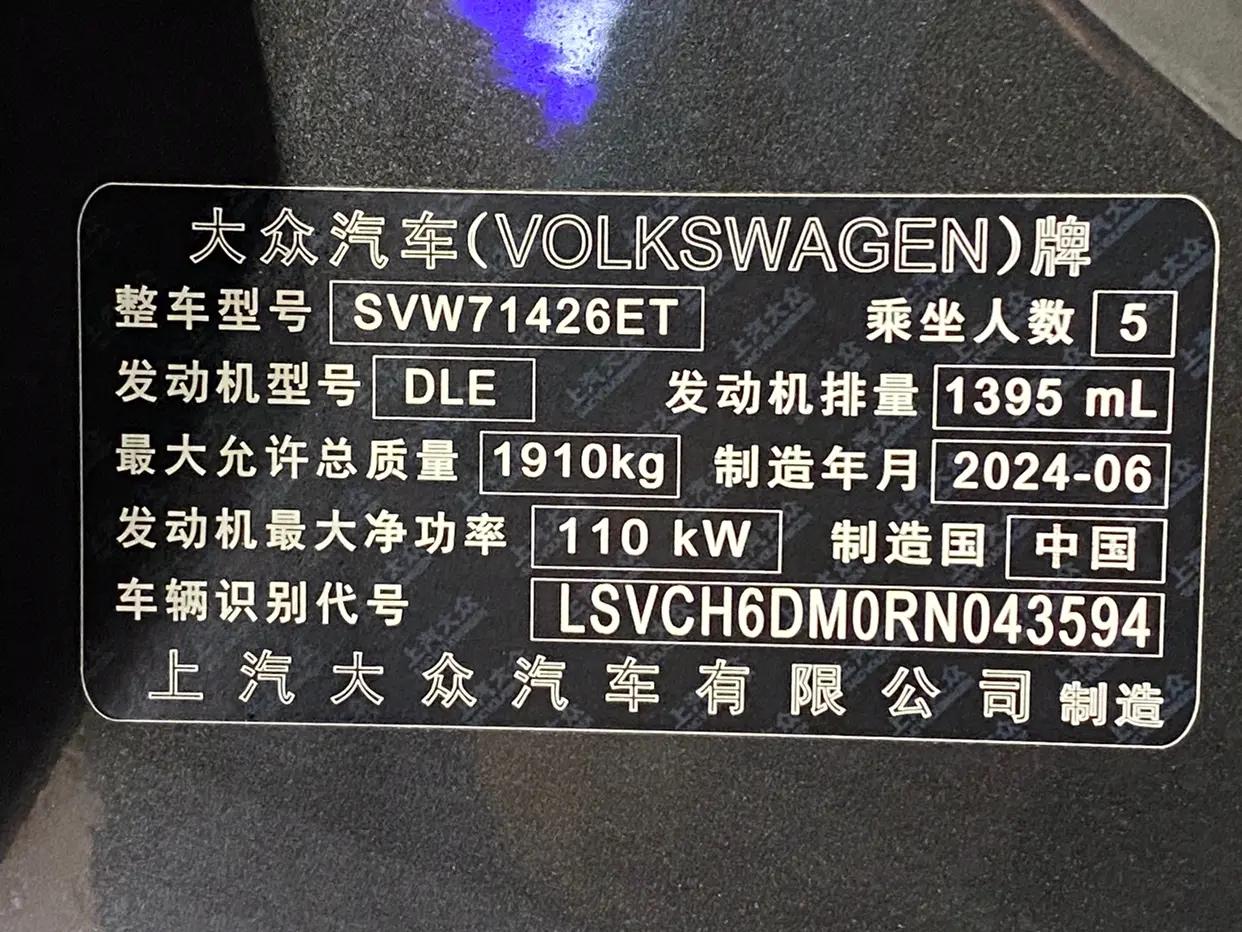 大众汽车(VOLKSWAGEN)牌
整车型号 SVW71426ET 乘坐人数 5
发动机型号 DLE 发动机排量 1395 mL
最大允许总质量 1910kg 制造年月 2024-06
发动机最大净功率 110 kW 制造国 中国
车辆识别代号 LSVCH6DM0RN043594
上汽大众汽车有限公司 制造